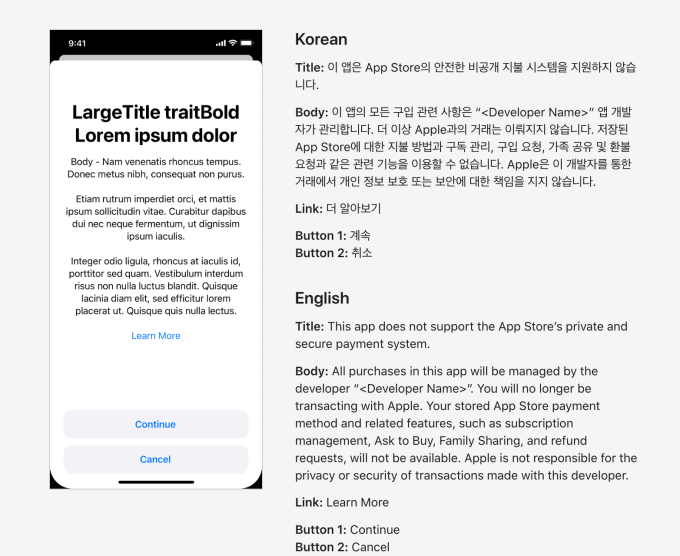 9:41
LargeTitle traitBold
Lorem ipsum dolor
Body - Nam venenatis rhoncus tempus.
Donec metus nibh, consequat non purus.
Etiam rutrum imperdiet orci, et mattis
ipsum sollicitudin vitae. Curabitur dapibus
dui nec neque fermentum, ut dignissim
ipsum iaculis.
Integer odio ligula, rhoncus at iaculis id,
porttitor sed quam. Vestibulum interdum
risus non nulla luctus blandit. Quisque
lacinia diam elit, sed efficitur lorem
placerat ut. Quisque quis nulla lectus.
Learn More
Continue
Cancel
Korean
Title: 이 앱은 App Store의 안전한 비공개 지불 시스템을 지원하지 않습
니다.
Body: 이 앱의 모든 구입 관련 사항은 “<Developer Name>” 앱 개발
자가 관리합니다. 더 이상 Apple과의 거래는 이뤄지지 않습니다. 저장된
App Store에 대한 지불 방법과 구독 관리, 구입 요청, 가족 공유 및 환불
요청과 같은 관련 기능을 이용할 수 없습니다. Apple은 이 개발자를 통한
거래에서 개인 정보 보호 또는 보안에 대한 책임을 지지 않습니다.
Link: 더 알아보기
Button 1: 계속
Button 2: 취소
English
Title: This app does not support the App Store’s private and
secure payment system.
Body: All purchases in this app will be managed by the
developer “<Developer Name>”. You will no longer be
transacting with Apple. Your stored App Store payment
method and related features, such as subscription
management, Ask to Buy, Family Sharing, and refund
requests, will not be available. Apple is not responsible for the
privacy or security of transactions made with this developer.
Link: Learn More
Button 1: Continue
Button 2: Cancel